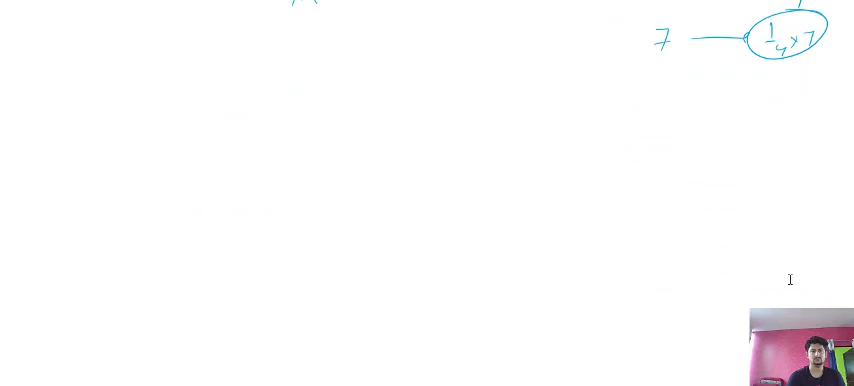 7 — 1/4 × 7